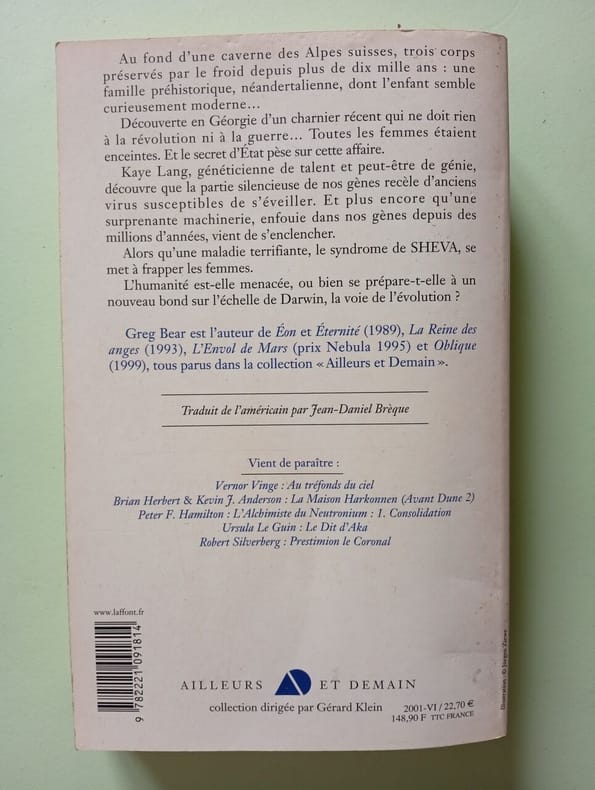 Au fond d'une caverne des Alpes suisses, trois corps
préservés par le froid depuis plus de dix mille ans : une
famille préhistorique, néandertalienne, dont l'enfant semble
curieusement moderne...
Découverte en Géorgie d'un charnier récent qui ne doit rien
à la révolution ni à la guerre... Toutes les femmes étaient
enceintes. Et le secret d'État pèse sur cette affaire.
Kaye Lang, généticienne de talent et peut-être de génie,
découvre que la partie silencieuse de nos gènes recèle d'anciens
virus susceptibles de s'éveiller. Et plus encore qu'une
surprenante machinerie, enfouie dans nos gènes depuis des
millions d'années, vient de s'enclencher.
Alors qu'une maladie terrifiante, le syndrome de SHEVA, se
met à frapper les femmes.
L'humanité est-elle menacée, ou bien se prépare-t-elle à un
nouveau bond sur l'échelle de Darwin, la voie de l'évolution ?
Greg Bear est l'auteur de Éon et Éternité (1989), La Reine des
anges (1993), L'Envol de Mars (prix Nebula 1995) et Oblique
(1999), tous parus dans la collection « Ailleurs et Demain ».
Traduit de l'américain par Jean-Daniel Brèque
Vient de paraître :
Vernor Vinge : Au tréfonds du ciel
Brian Herbert & Kevin J. Anderson : La Maison Harkonnen (Avant Dune 2)
Peter F. Hamilton : L'Alchimiste du Neutronium : 1. Consolidation
Ursula Le Guin : Le Dit d'Aka
Robert Silverberg : Prestimion le Coronal
www.laffont.fr
9 782221 091814
AILLEURS ET DEMAIN
collection dirigée par Gérard Klein
2001-VI / 22,70 €
148,90 F TTC FRANCE
Illustration : © Jürgen Ziewe